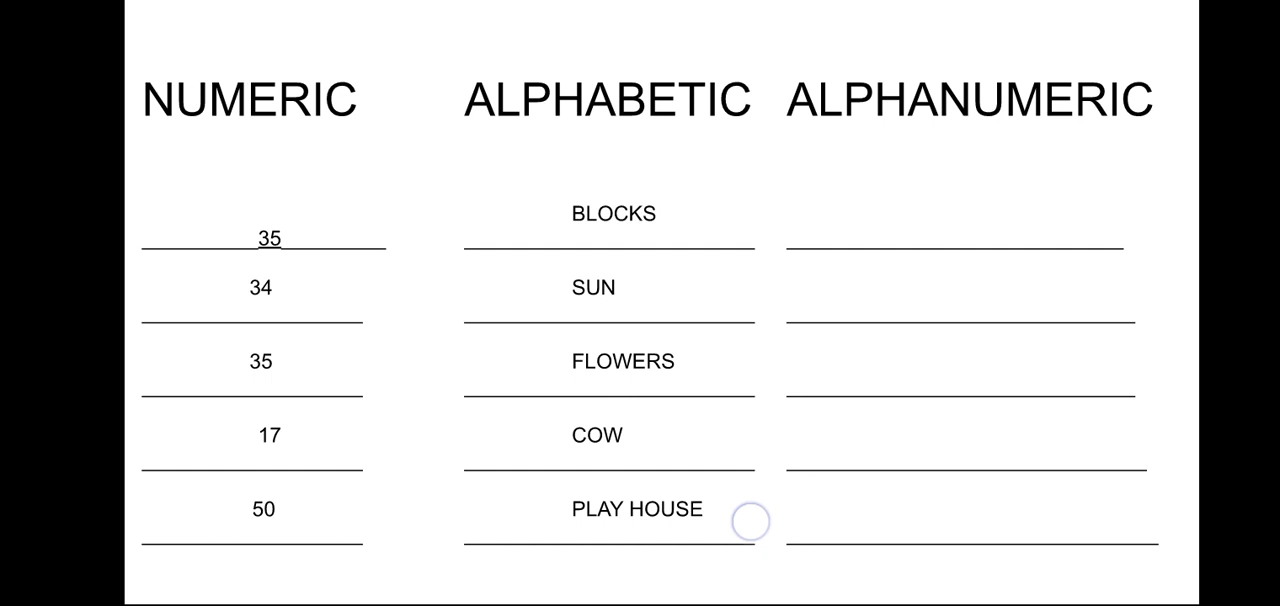 NUMERIC ALPHABETIC ALPHANUMERIC
35 BLOCKS
34 SUN
35 FLOWERS
17 COW
50 PLAY HOUSE